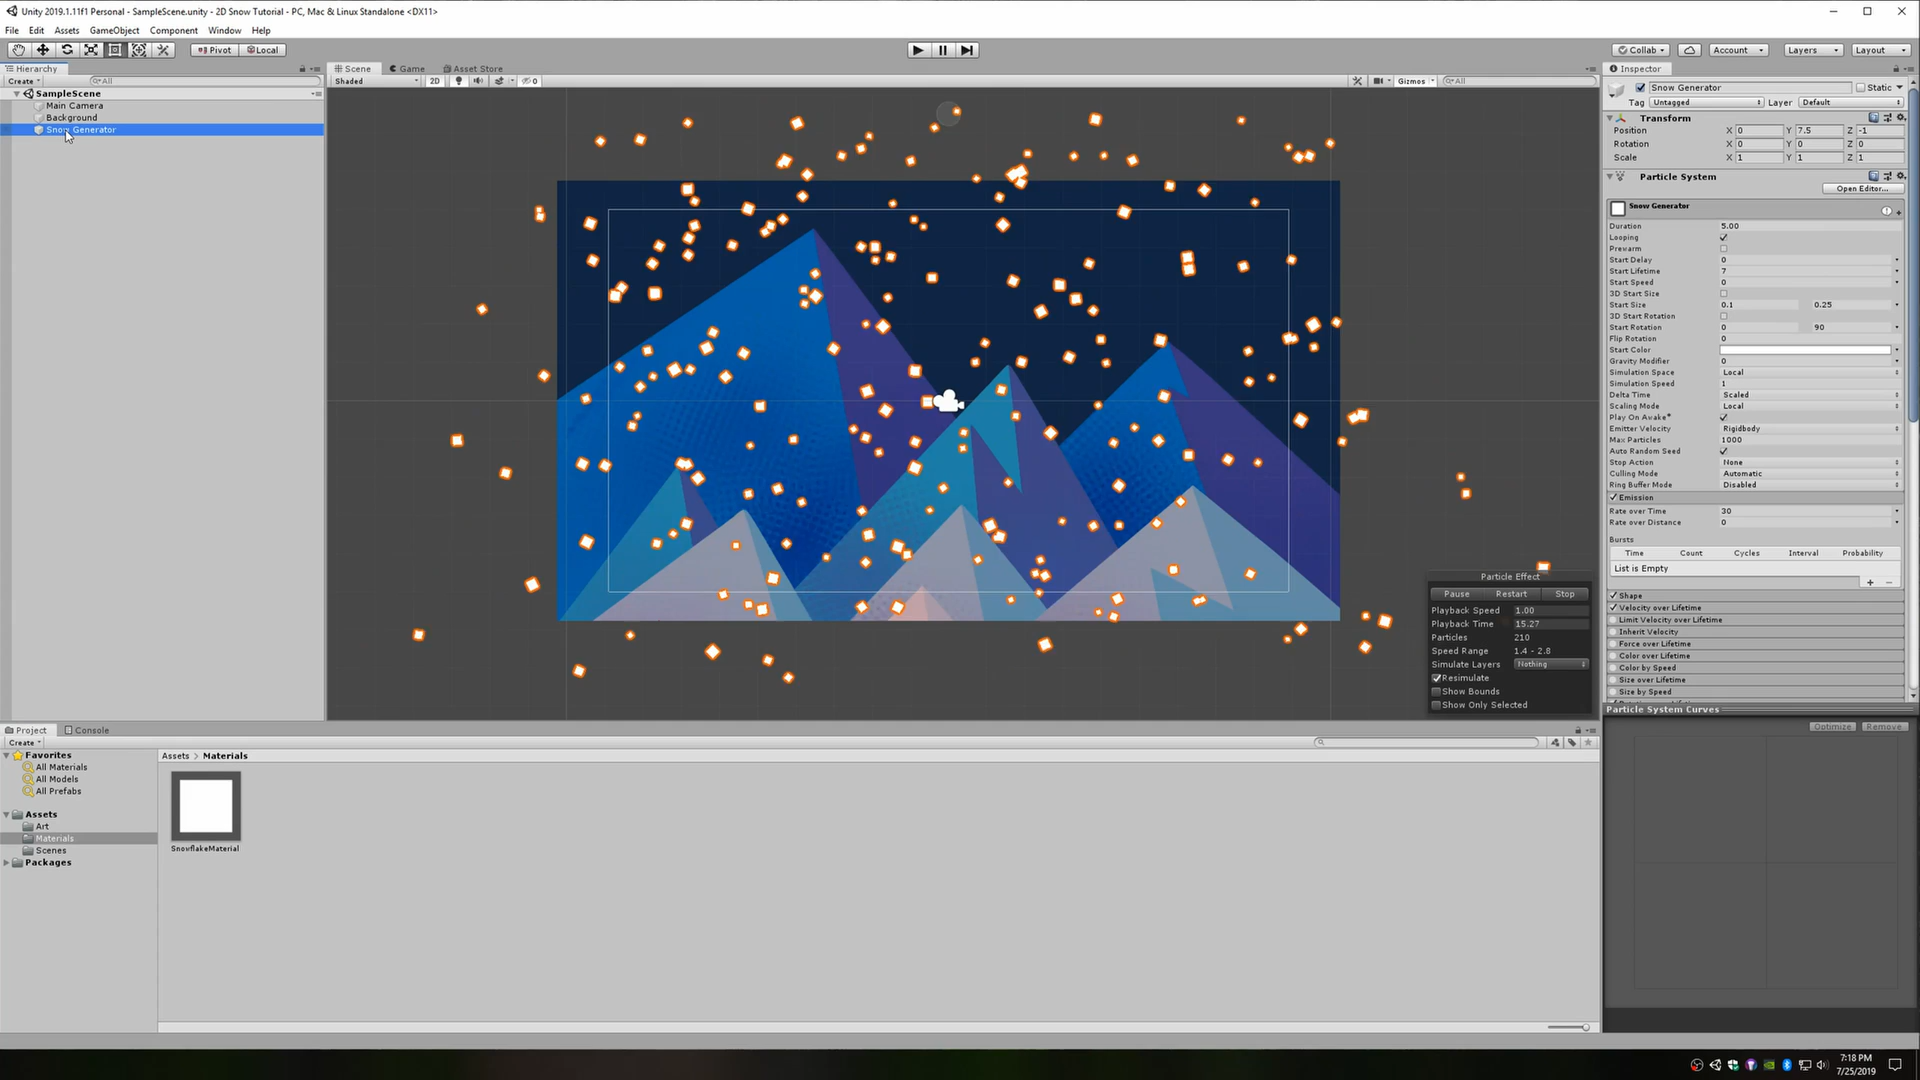 Unity 2019.1.11f1 Personal - SampleScene.unity - 2D Snow Tutorial - PC, Mac & Linux Standalone <DX11>
File Edit Assets GameObject Component Window Help
Pivot Local Collab Account Layers Layout
Hierarchy
Create All
SampleScene
Main Camera
Background
Snow Generator
Scene Game Asset Store
Shaded 2D 0 Gizmos All
Particle Effect
Pause Restart Stop
Playback Speed 1.00
Playback Time 15.27
Particles 210
Speed Range 1.4 - 2.8
Simulate Layers Nothing
Resimulate
Show Bounds
Show Only Selected
Inspector
Snow Generator Static
Tag Untagged Layer Default
Transform
Position X 0 Y 7.5 Z -1
Rotation X 0 Y 0 Z 0
Scale X 1 Y 1 Z 1
Particle System
Open Editor...
Snow Generator
Duration 5.00
Looping
Prewarm
Start Delay 0
Start Lifetime 7
Start Speed 0
3D Start Size
Start Size 0.1 0.25
3D Start Rotation
Start Rotation 0 90
Flip Rotation 0
Start Color
Gravity Modifier 0
Simulation Space Local
Simulation Speed 1
Delta Time Scaled
Scaling Mode Local
Play On Awake*
Emitter Velocity Rigidbody
Max Particles 1000
Auto Random Seed
Stop Action None
Culling Mode Automatic
Ring Buffer Mode Disabled
Emission
Rate over Time 30
Rate over Distance 0
Bursts
Time Count Cycles Interval Probability
List is Empty
Shape
Velocity over Lifetime
Limit Velocity over Lifetime
Inherit Velocity
Force over Lifetime
Color over Lifetime
Color by Speed
Size over Lifetime
Size by Speed
Particle System Curves
Optimize Remove
Project Console
Create
Favorites
All Materials
All Models
All Prefabs
Assets
Art
Materials
Scenes
Packages
Assets > Materials
SnowflakeMaterial
7:18 PM
7/25/2019